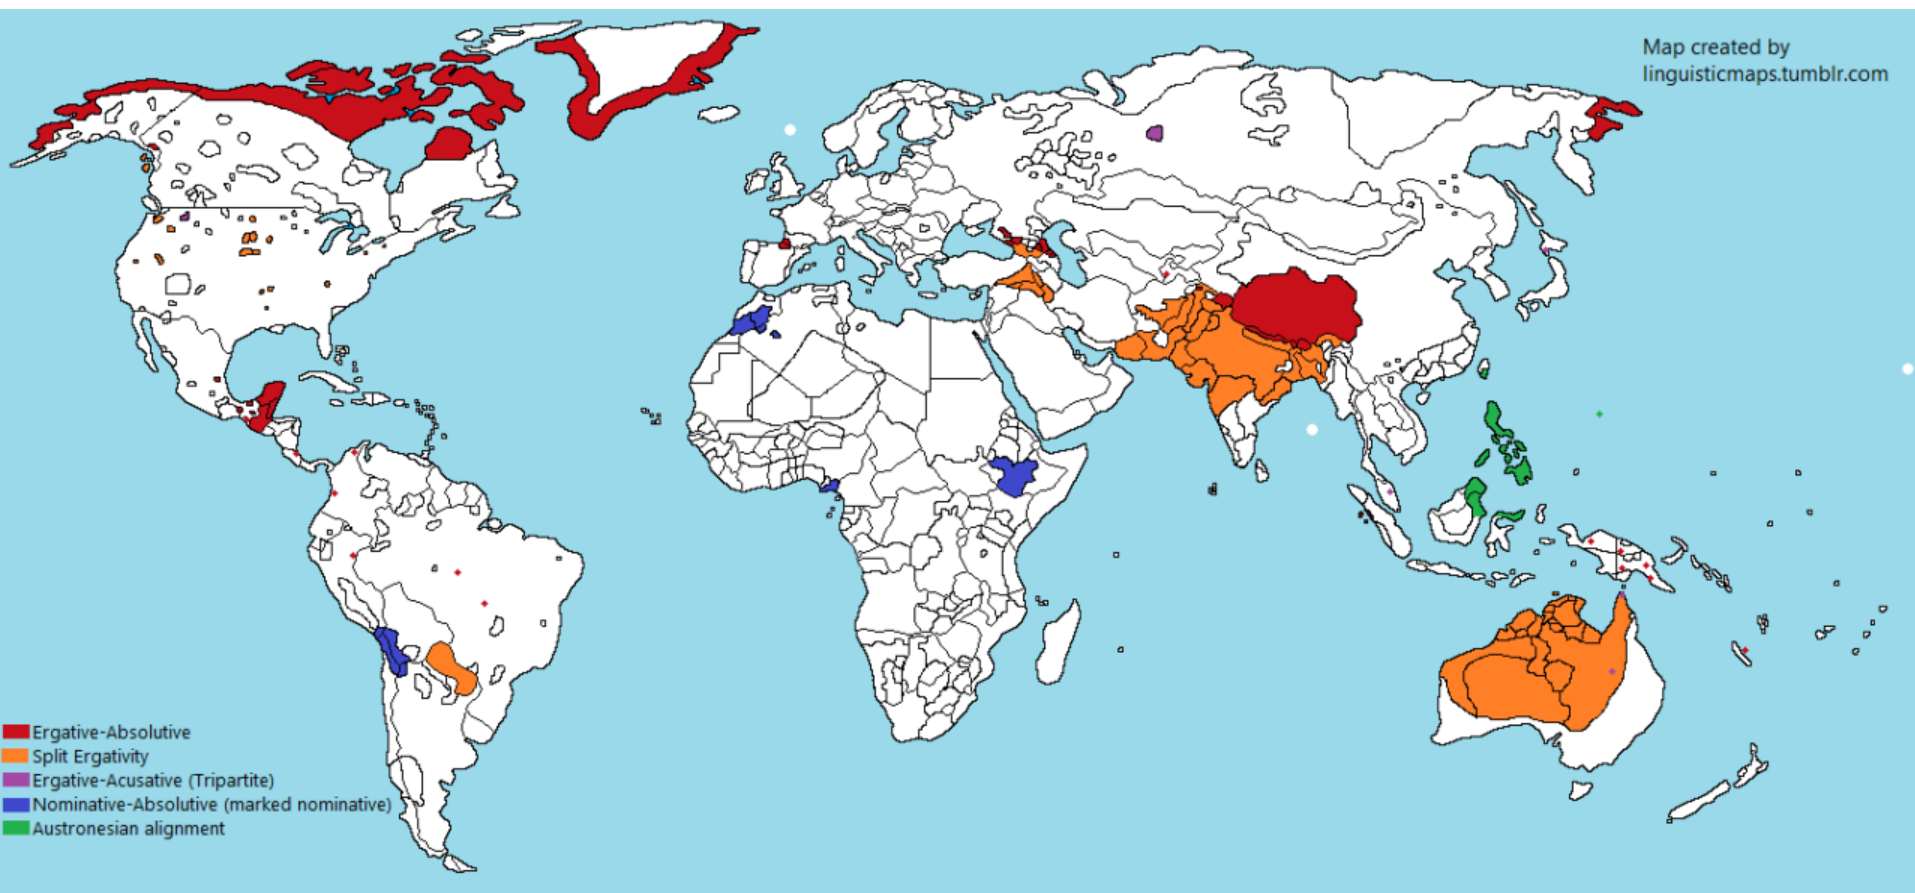 Map created by
linguisticmaps.tumblr.com
Ergative-Absolutive
Split Ergativity
Ergative-Acusative (Tripartite)
Nominative-Absolutive (marked nominative)
Austronesian alignment